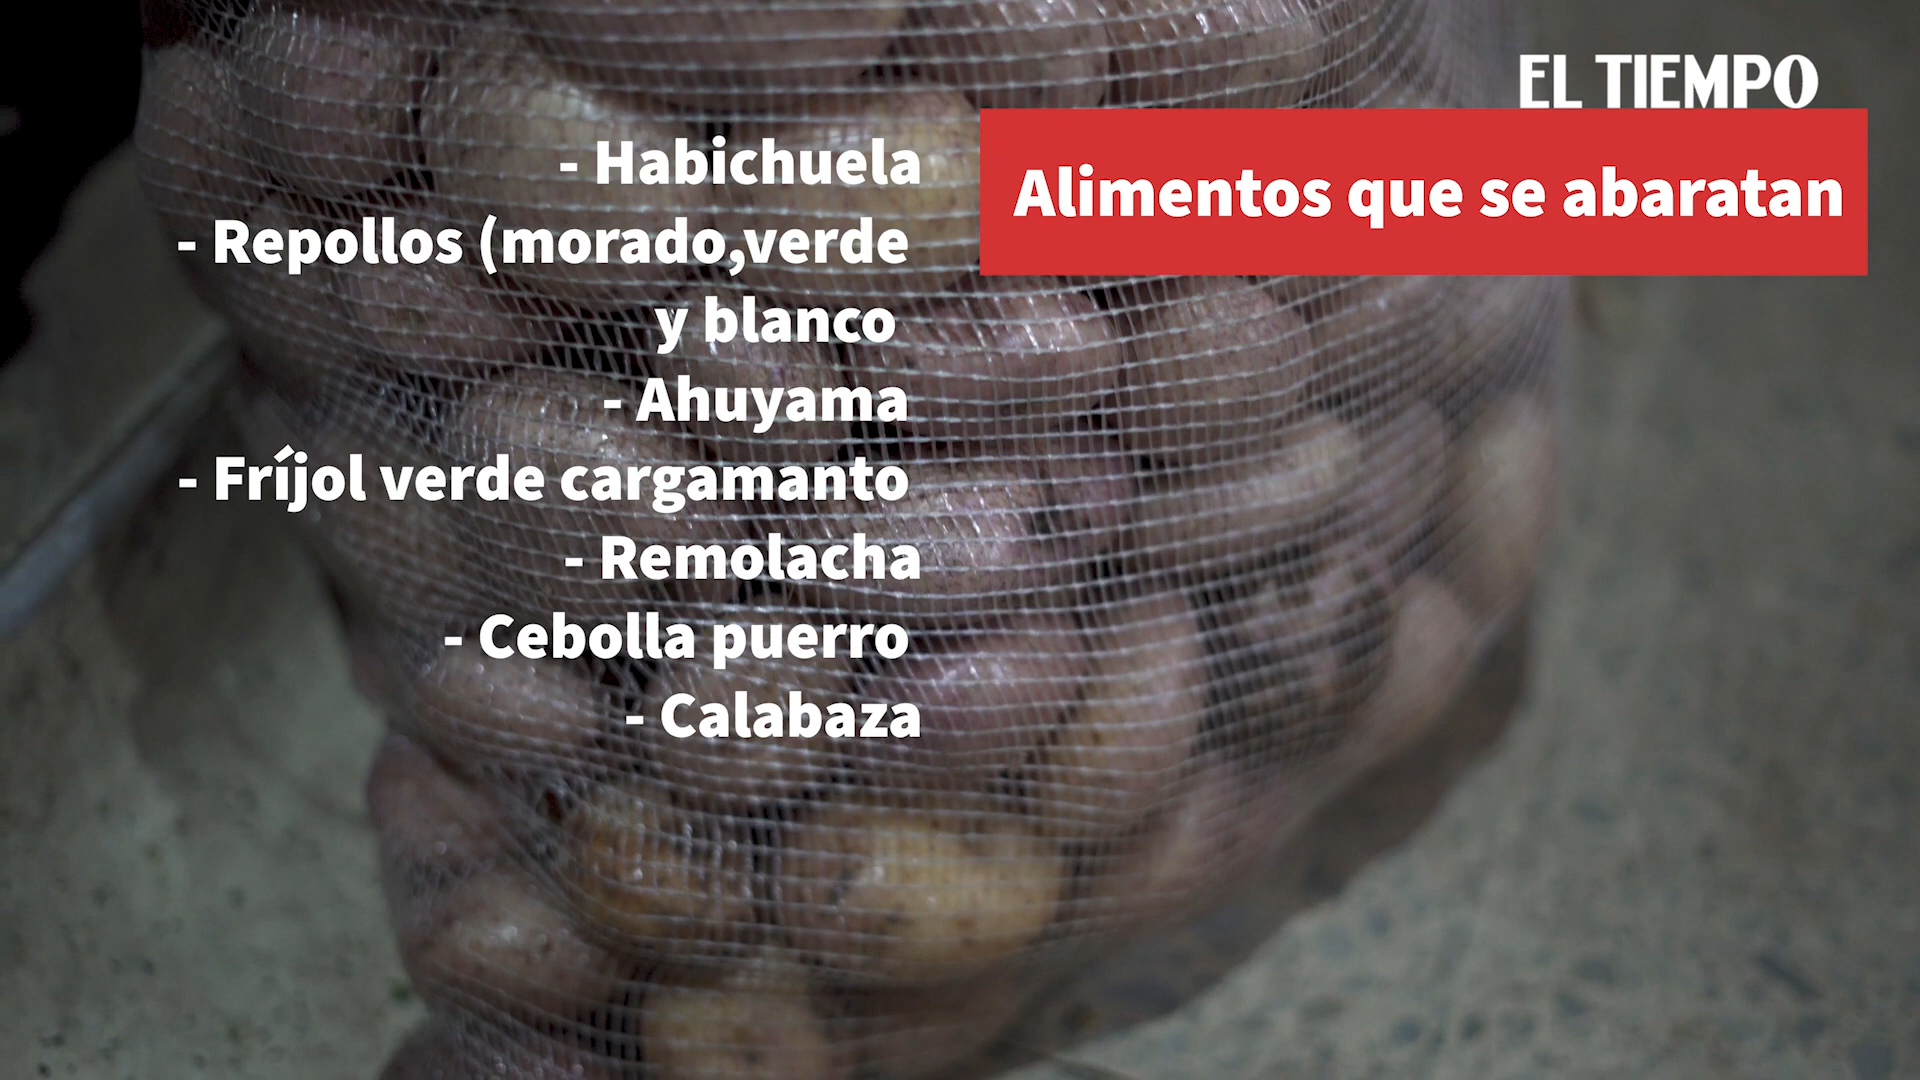 EL TIEMPO
Alimentos que se abaratan
- Habichuela
- Repollos (morado,verde
y blanco
- Ahuyama
- Fríjol verde cargamanto
- Remolacha
- Cebolla puerro
- Calabaza